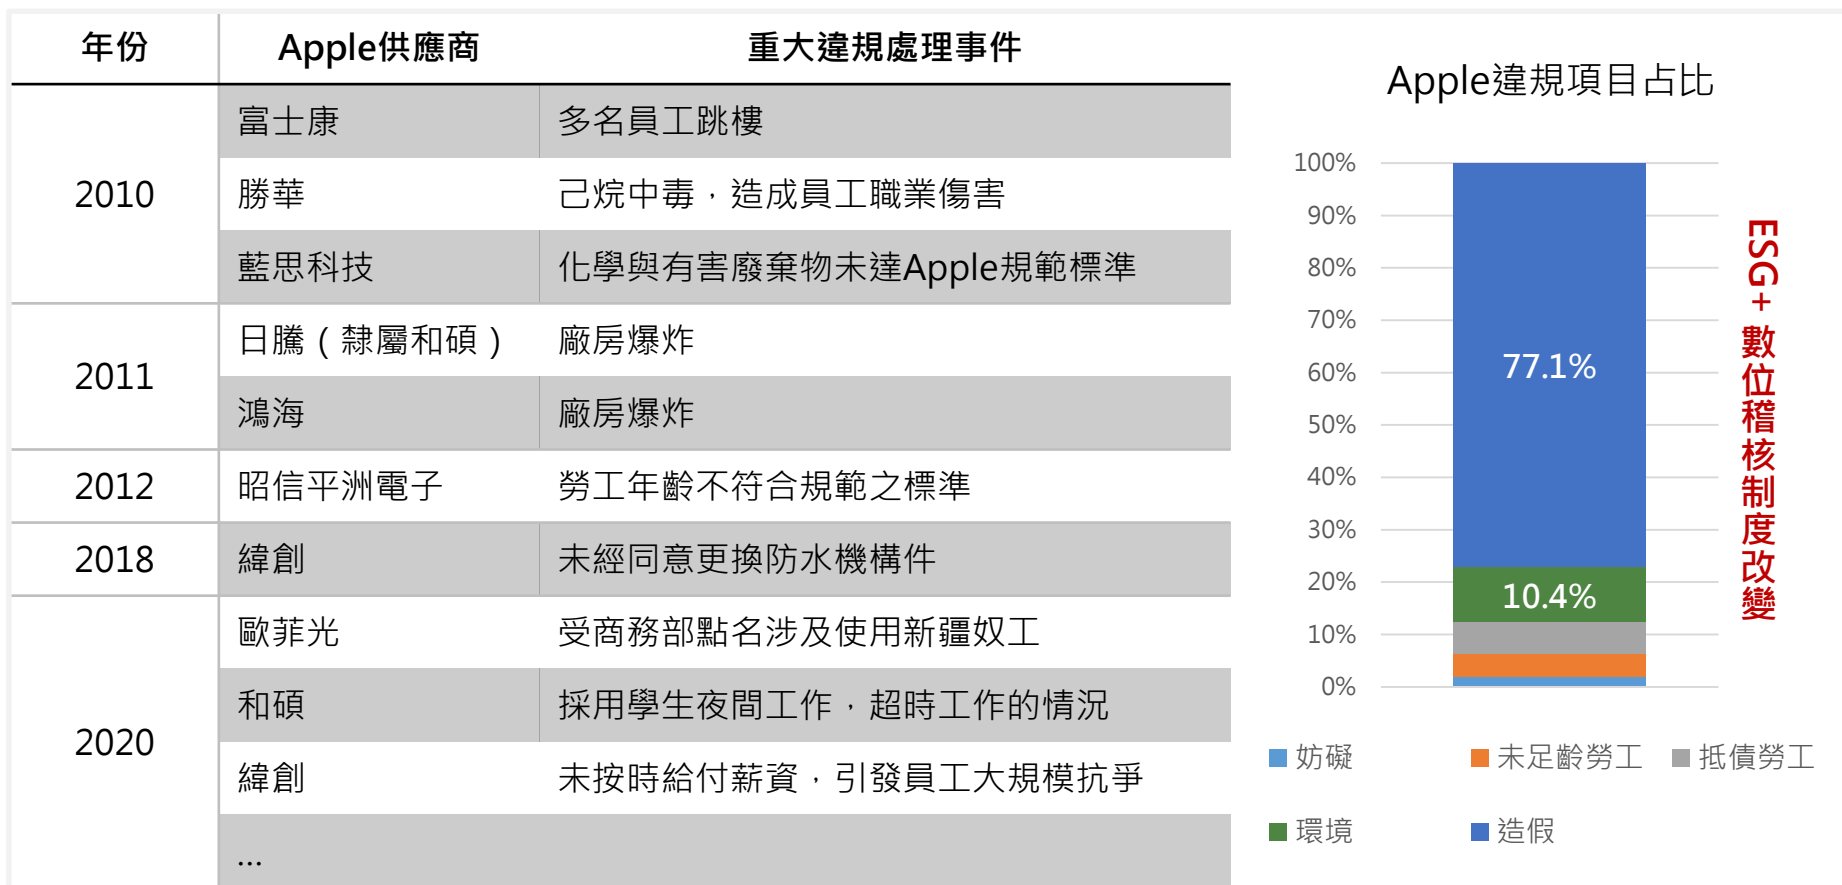 年份 Apple供應商 重大違規處理事件
2010
富士康 多名員工跳樓
勝華 己烷中毒，造成員工職業傷害
藍思科技 化學與有害廢棄物未達Apple規範標準
2011
日騰（隸屬和碩） 廠房爆炸
鴻海 廠房爆炸
2012 昭信平洲電子 勞工年齡不符合規範之標準
2018 緯創 未經同意更換防水機構件
2020
歐菲光 受商務部點名涉及使用新疆奴工
和碩 採用學生夜間工作，超時工作的情況
緯創 未按時給付薪資，引發員工大規模抗爭
...
Apple違規項目占比
100%
90%
80%
70%
60%
50%
40%
30%
20%
10%
0%
77.1%
10.4%
妨礙 未足齡勞工 抵債勞工
環境 造假
ESG+ 數位稽核制度改變